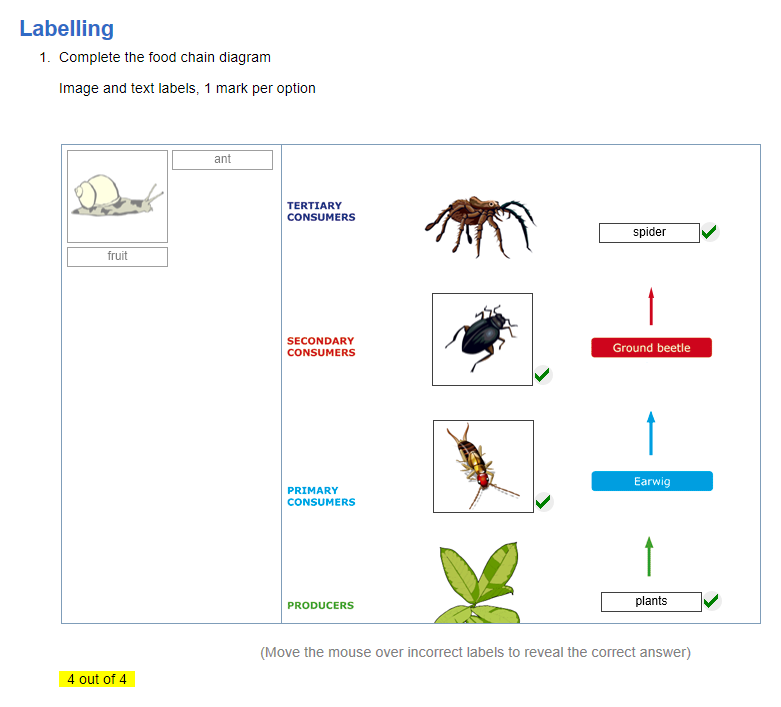 Labelling
1. Complete the food chain diagram
Image and text labels, 1 mark per option
ant
fruit
TERTIARY
CONSUMERS
spider
SECONDARY
CONSUMERS
Ground beetle
PRIMARY
CONSUMERS
Earwig
PRODUCERS
plants
(Move the mouse over incorrect labels to reveal the correct answer)
4 out of 4